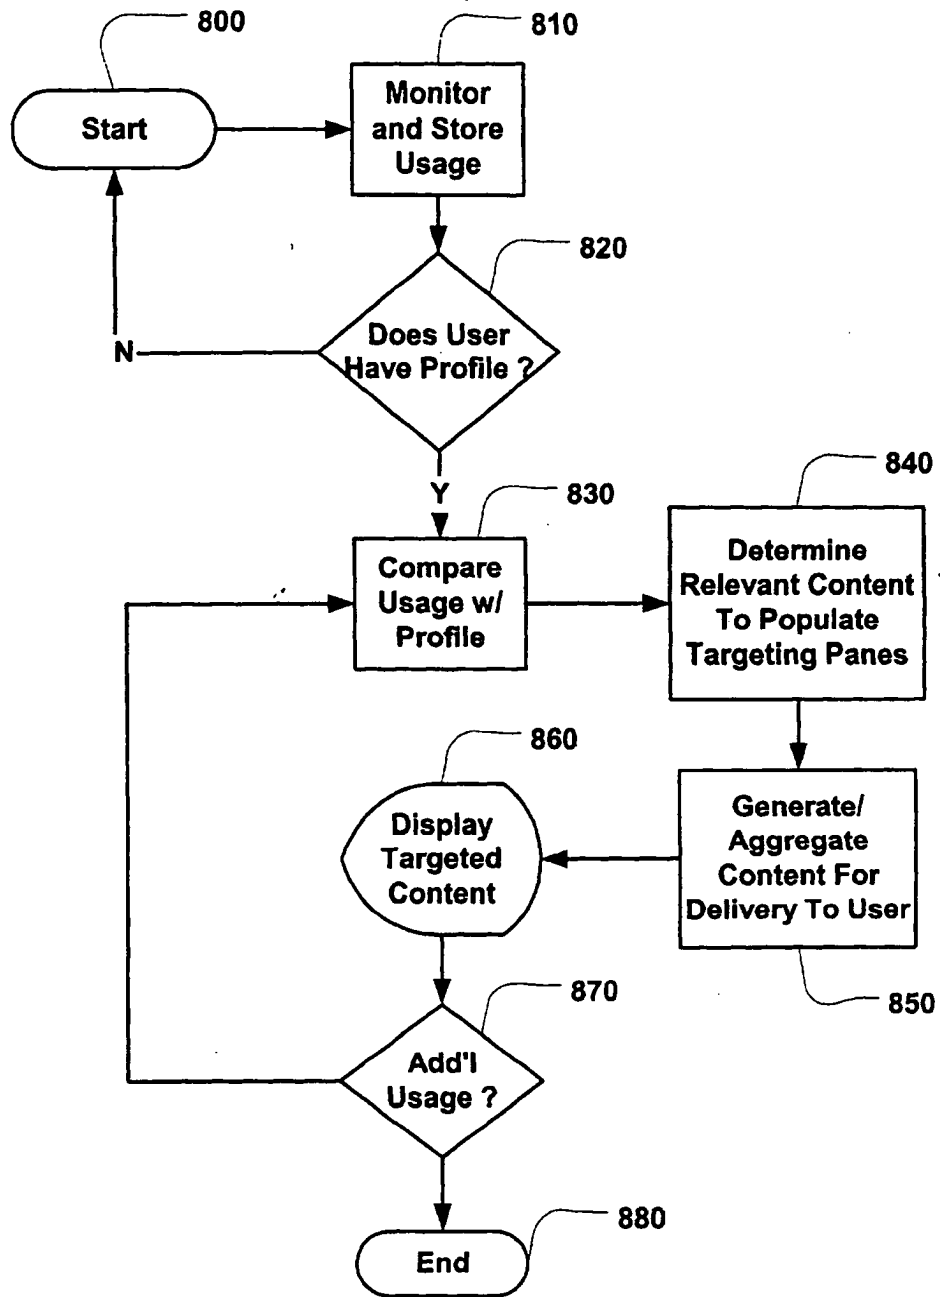 800
810
Start
Monitor
and Store
Usage
820
Does User
Have Profile ?
N
Y
830
840
Compare
Usage w/
Profile
Determine
Relevant Content
To Populate
Targeting Panes
860
Display
Targeted
Content
Generate/
Aggregate
Content For
Delivery To User
850
870
Add'l
Usage ?
880
End